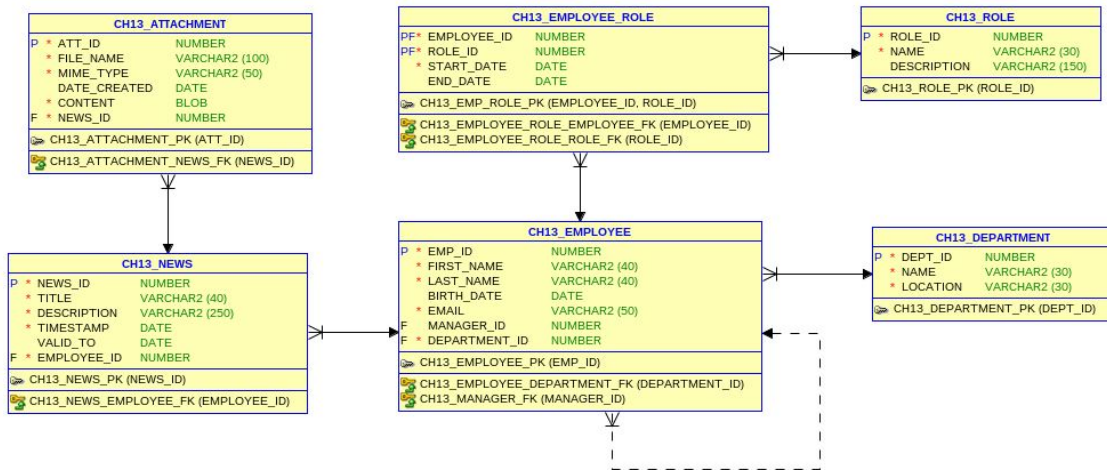 CH13_ATTACHMENT
P * ATT_ID NUMBER
* FILE_NAME VARCHAR2 (100)
* MIME_TYPE VARCHAR2 (50)
DATE_CREATED DATE
* CONTENT BLOB
F * NEWS_ID NUMBER
CH13_ATTACHMENT_PK (ATT_ID)
CH13_ATTACHMENT_NEWS_FK (NEWS_ID)
CH13_EMPLOYEE_ROLE
PF* EMPLOYEE_ID NUMBER
PF* ROLE_ID NUMBER
* START_DATE DATE
END_DATE DATE
CH13_EMP_ROLE_PK (EMPLOYEE_ID, ROLE_ID)
CH13_EMPLOYEE_ROLE_EMPLOYEE_FK (EMPLOYEE_ID)
CH13_EMPLOYEE_ROLE_ROLE_FK (ROLE_ID)
CH13_ROLE
P * ROLE_ID NUMBER
* NAME VARCHAR2 (30)
DESCRIPTION VARCHAR2 (150)
CH13_ROLE_PK (ROLE_ID)
CH13_NEWS
P * NEWS_ID NUMBER
* TITLE VARCHAR2 (40)
* DESCRIPTION VARCHAR2 (250)
* TIMESTAMP DATE
VALID_TO DATE
F * EMPLOYEE_ID NUMBER
CH13_NEWS_PK (NEWS_ID)
CH13_NEWS_EMPLOYEE_FK (EMPLOYEE_ID)
CH13_EMPLOYEE
P * EMP_ID NUMBER
* FIRST_NAME VARCHAR2 (40)
* LAST_NAME VARCHAR2 (40)
BIRTH_DATE DATE
* EMAIL VARCHAR2 (50)
F MANAGER_ID NUMBER
F * DEPARTMENT_ID NUMBER
CH13_EMPLOYEE_PK (EMP_ID)
CH13_EMPLOYEE_DEPARTMENT_FK (DEPARTMENT_ID)
CH13_MANAGER_FK (MANAGER_ID)
CH13_DEPARTMENT
P * DEPT_ID NUMBER
* NAME VARCHAR2 (30)
* LOCATION VARCHAR2 (30)
CH13_DEPARTMENT_PK (DEPT_ID)